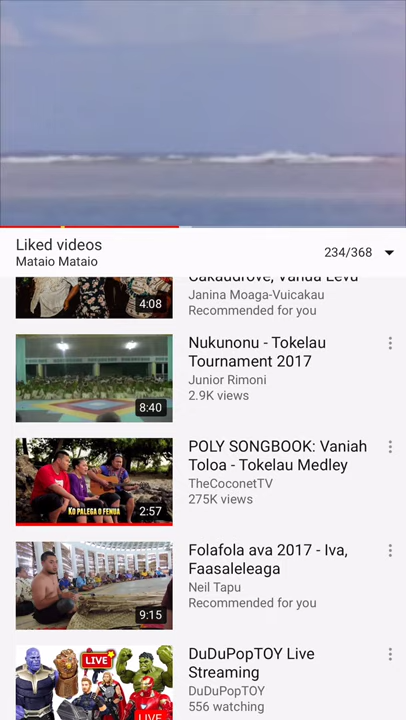 Liked videos
Mataio Mataio
234/368
Cakaudrove, Vanua Levu
Janina Moaga-Vuicakau
Recommended for you
4:08
Nukunonu - Tokelau
Tournament 2017
Junior Rimoni
2.9K views
8:40
POLY SONGBOOK: Vaniah
Toloa - Tokelau Medley
TheCoconetTV
275K views
KO PALEGA O FENUA
2:57
Folafola ava 2017 - Iva,
Faasaleleaga
Neil Tapu
Recommended for you
9:15
DuDuPopTOY Live
Streaming
DuDuPopTOY
556 watching
LIVE
LIVE